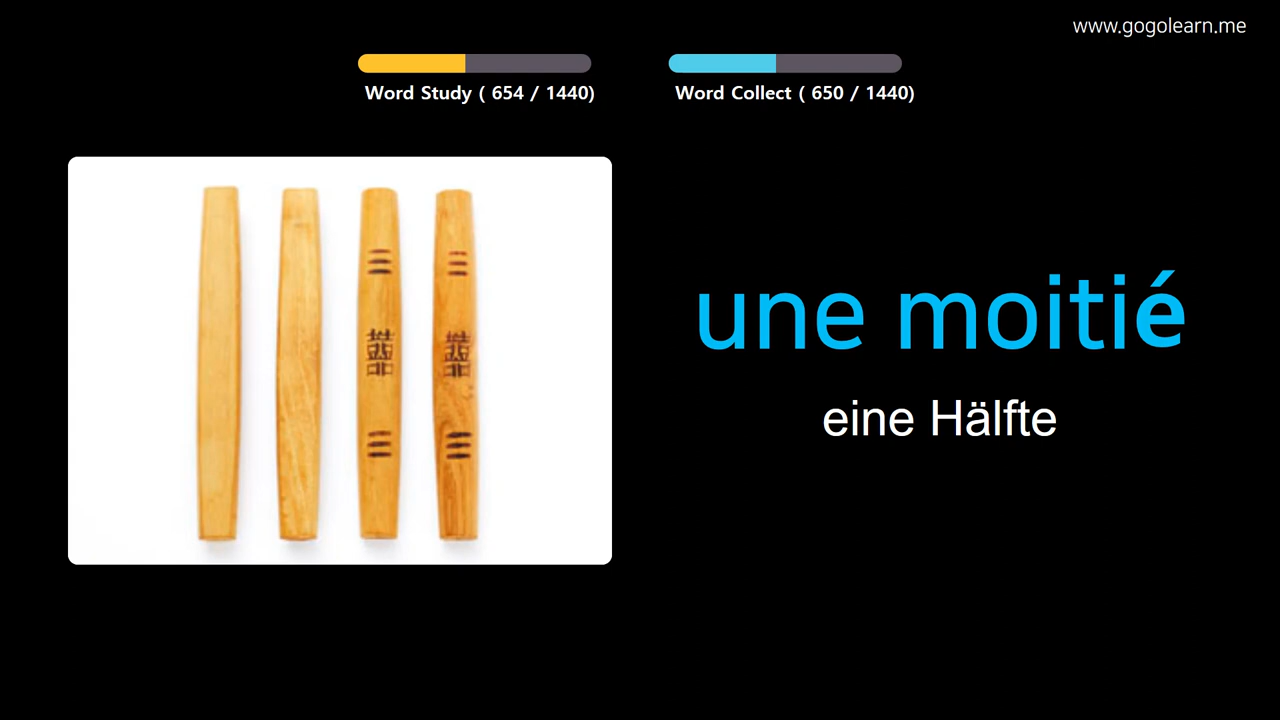 www.gogolearn.me
Word Study ( 654 / 1440)
Word Collect ( 650 / 1440)
une moitié
eine Hälfte